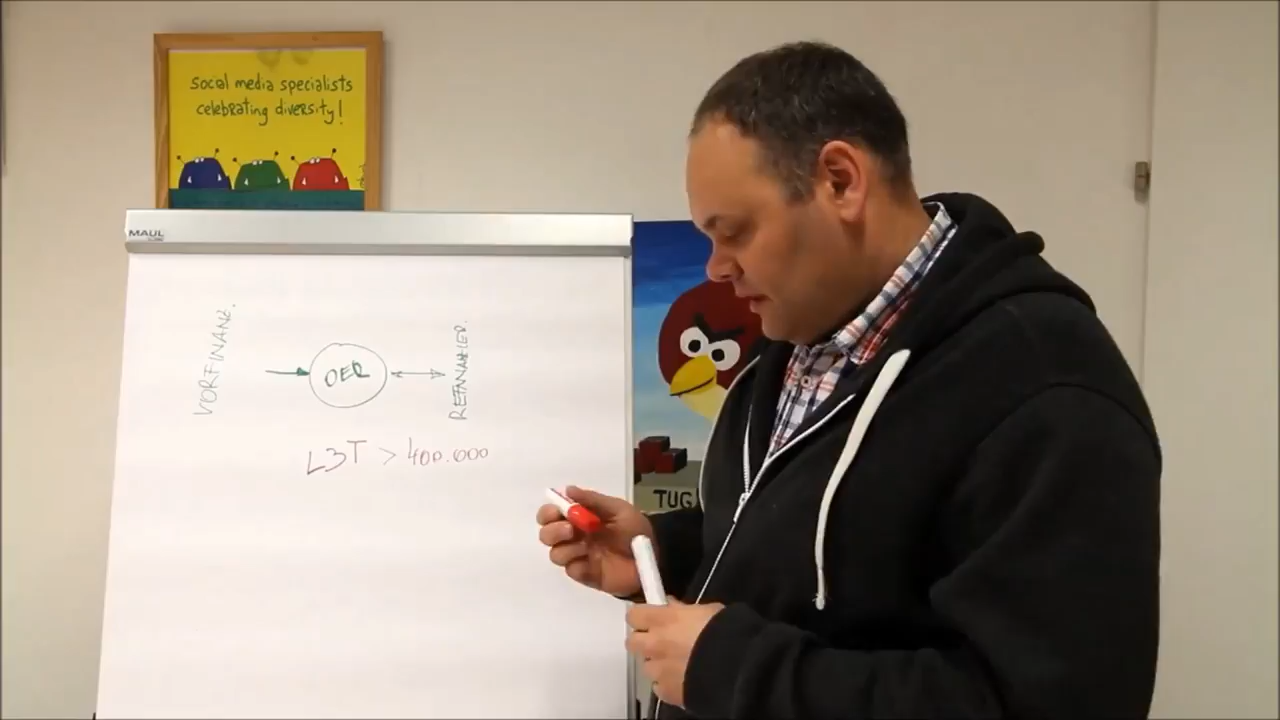 social media specialists
celebrating diversity!
MAUL
VORFINANZ.
OER
REFINANZIER.
L3T > 400.000
TUG